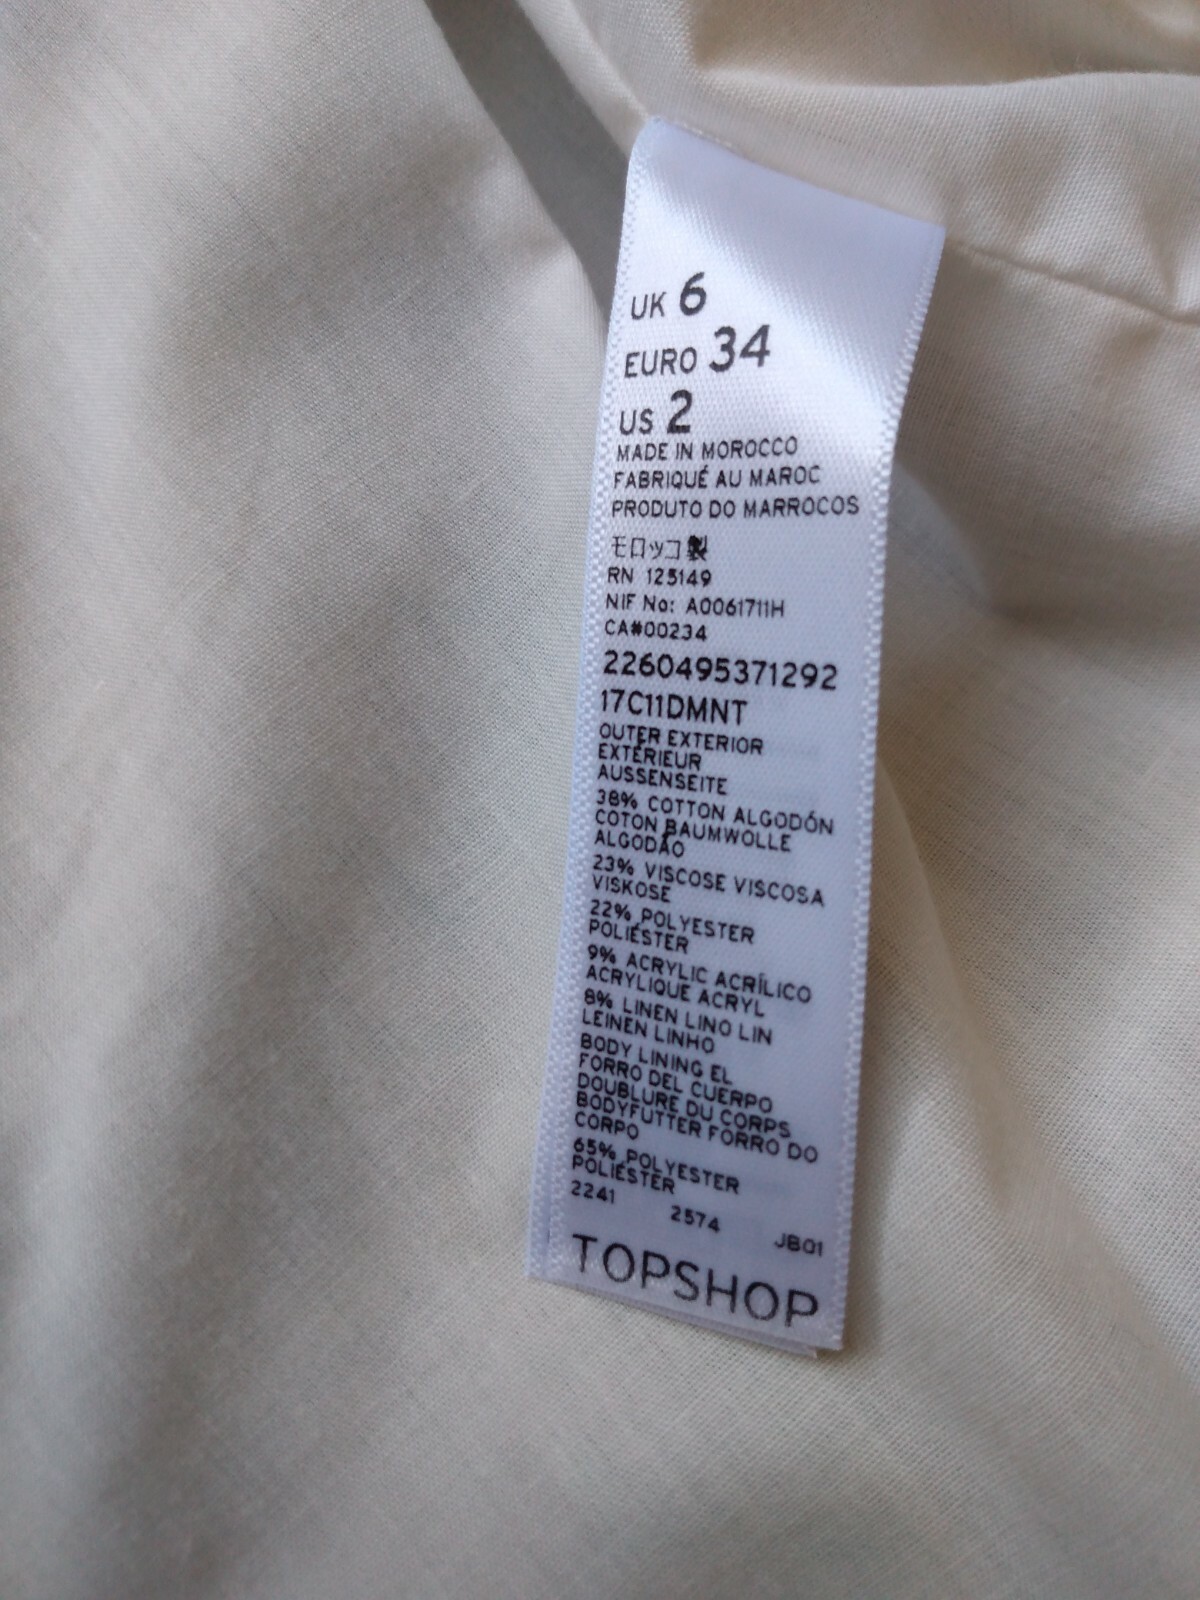 UK 6
EURO 34
US 2
MADE IN MOROCCO
FABRIQUÉ AU MAROC
PRODUTO DO MARROCOS
モロッコ製
RN 125149
NIF No: A0061711H
CA#00234
2260495371292
17C11DMNT
OUTER EXTERIOR
EXTÉRIEUR
AUSSENSEITE
38% COTTON ALGODÓN
COTON BAUMWOLLE
ALGODÃO
23% VISCOSE VISCOSA
VISKOSE
22% POLYESTER
POLIÉSTER
9% ACRYLIC ACRÍLICO
ACRYLIQUE ACRYL
8% LINEN LINO LIN
LEINEN LINHO
BODY LINING EL
FORRO DEL CUERPO
DOUBLURE DU CORPS
BODYFUTTER FORRO DO
CORPO
65% POLYESTER
POLIÉSTER
2241 2574 JB01
TOPSHOP